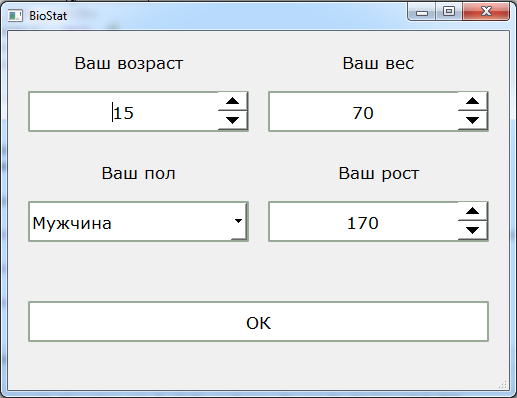 BioStat
Ваш возраст
Ваш вес
15
70
Ваш пол
Ваш рост
Мужчина
170
OK